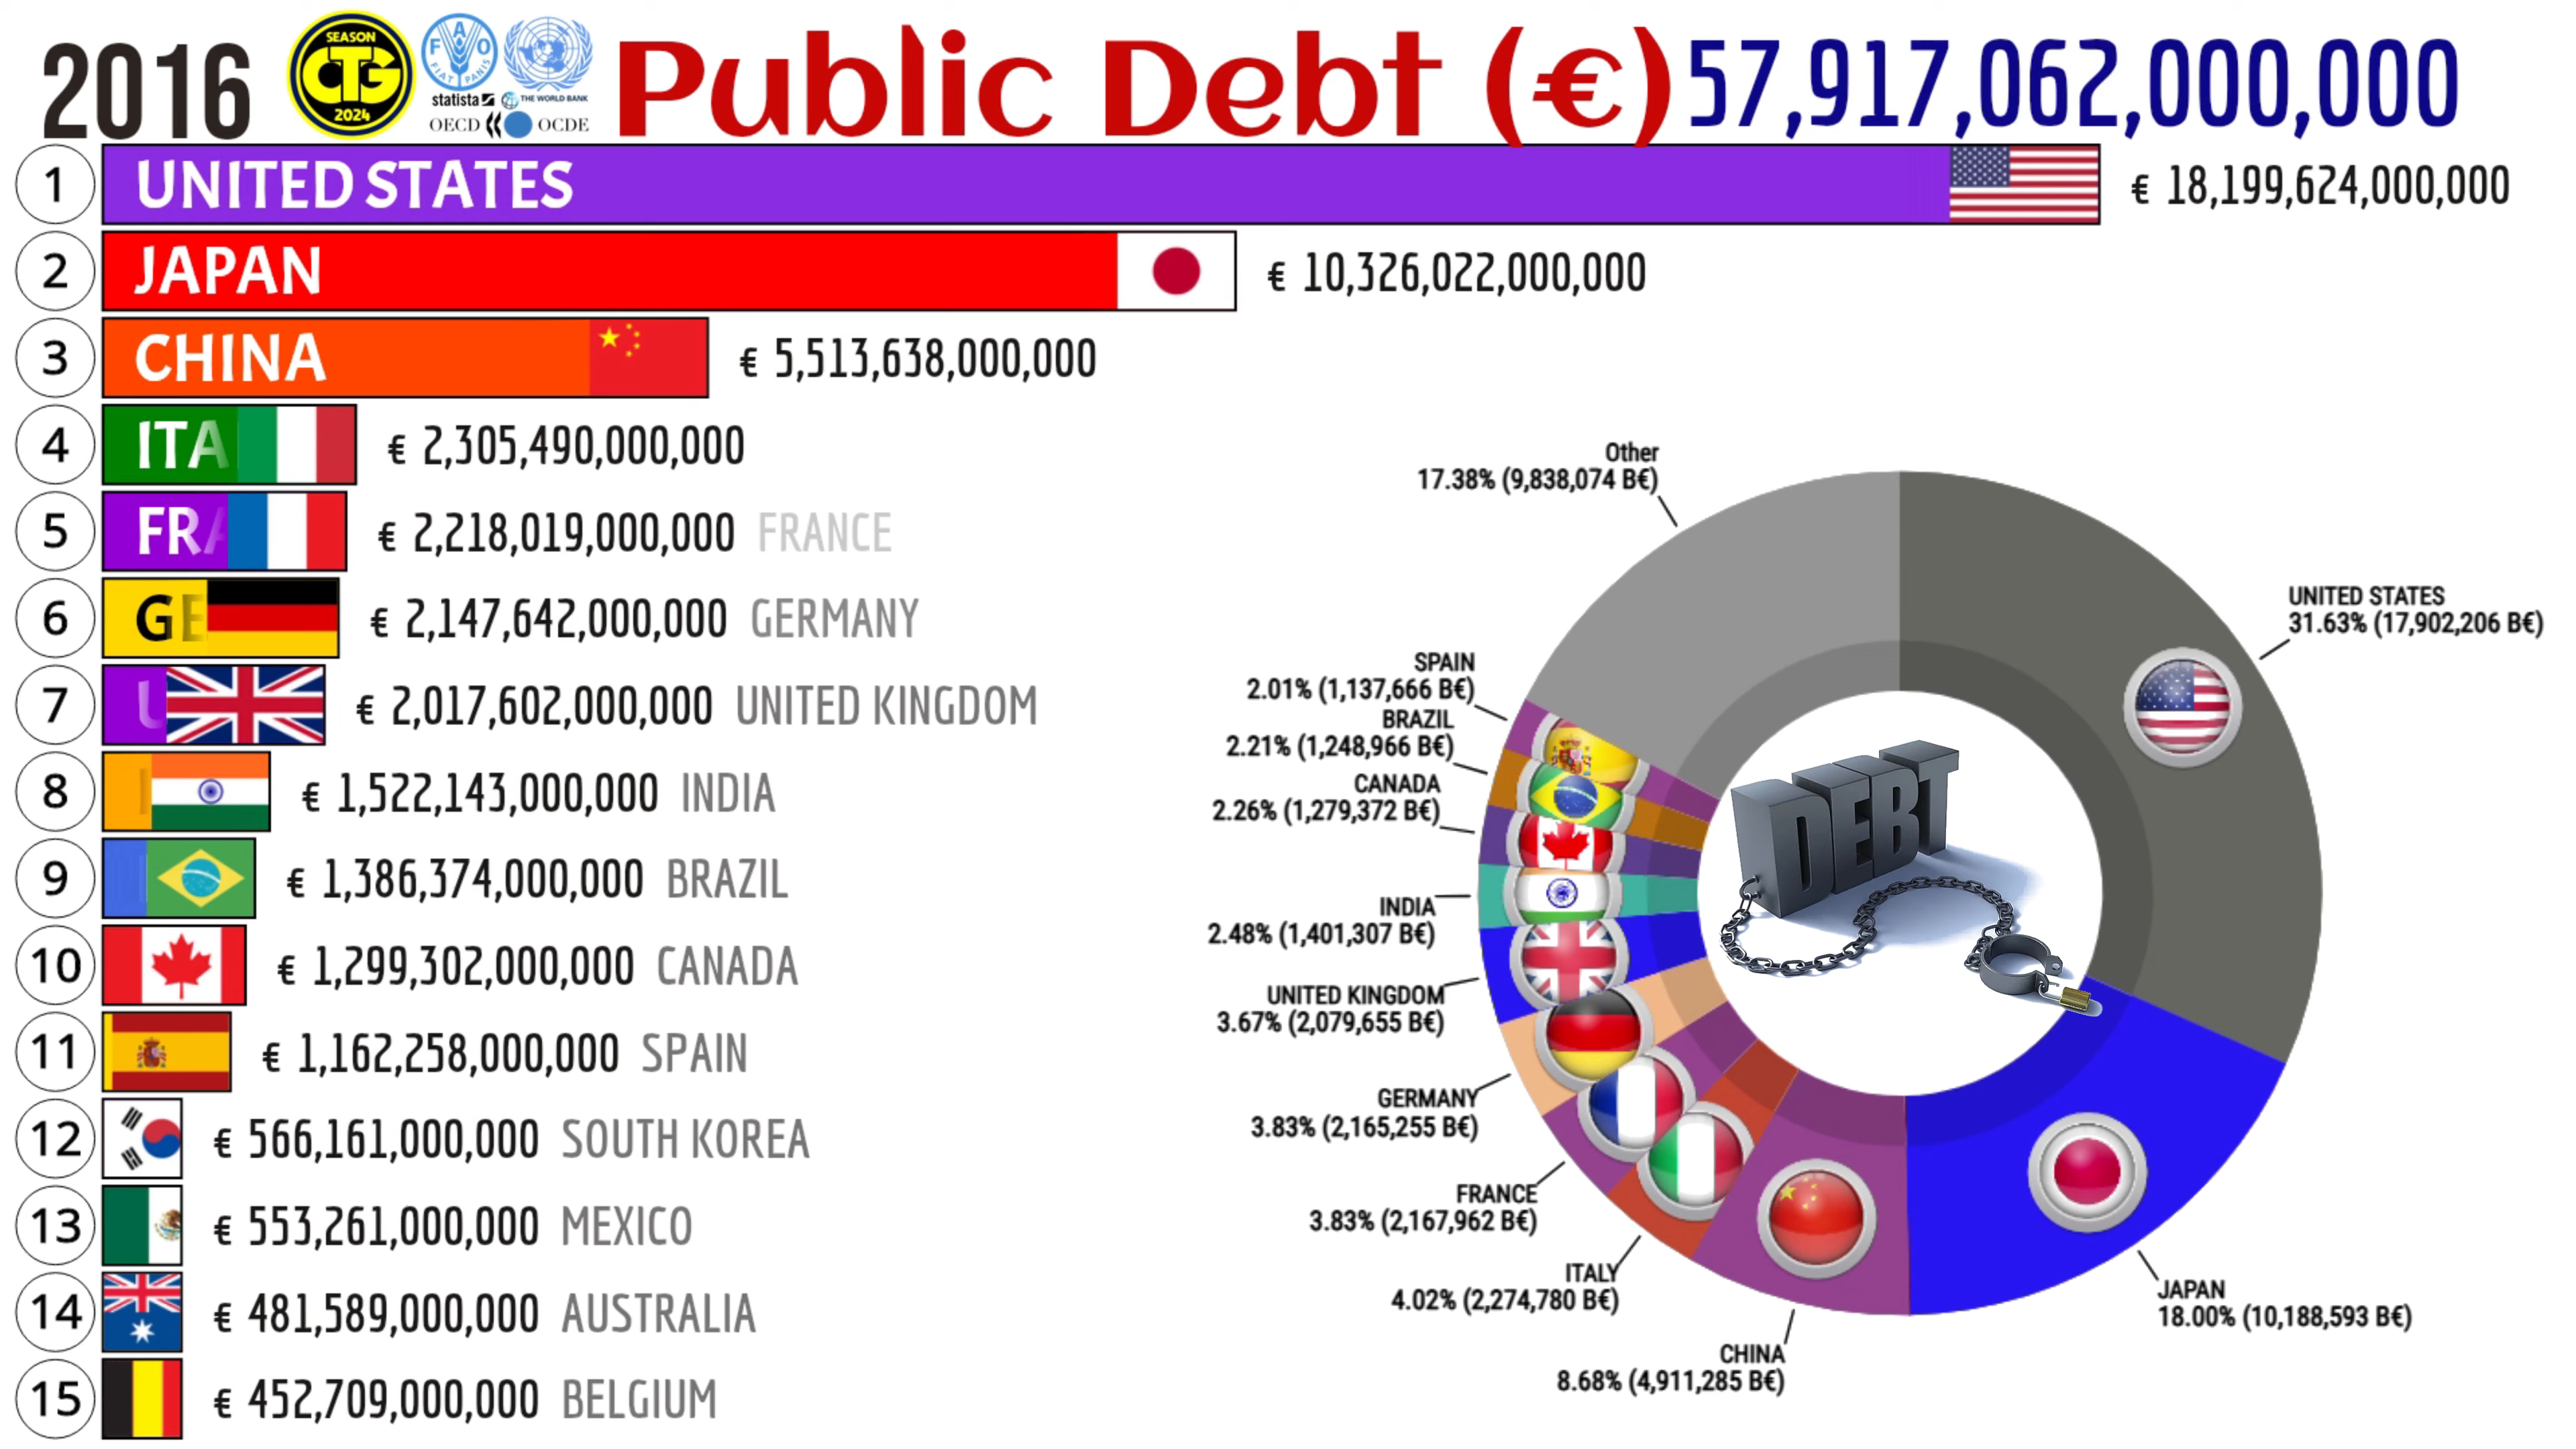 2016
SEASON
CTG
2024
FAO
FIAT PANIS
statista
THE WORLD BANK
OECD OCDE
Public Debt (€) 57,917,062,000,000
1 UNITED STATES € 18,199,624,000,000
2 JAPAN € 10,326,022,000,000
3 CHINA € 5,513,638,000,000
4 ITA € 2,305,490,000,000
5 FRA € 2,218,019,000,000 FRANCE
6 GE € 2,147,642,000,000 GERMANY
7 U € 2,017,602,000,000 UNITED KINGDOM
8 I € 1,522,143,000,000 INDIA
9 € 1,386,374,000,000 BRAZIL
10 € 1,299,302,000,000 CANADA
11 € 1,162,258,000,000 SPAIN
12 € 566,161,000,000 SOUTH KOREA
13 € 553,261,000,000 MEXICO
14 € 481,589,000,000 AUSTRALIA
15 € 452,709,000,000 BELGIUM
Other
17.38% (9,838,074 B€)
UNITED STATES
31.63% (17,902,206 B€)
SPAIN
2.01% (1,137,666 B€)
BRAZIL
2.21% (1,248,966 B€)
CANADA
2.26% (1,279,372 B€)
INDIA
2.48% (1,401,307 B€)
UNITED KINGDOM
3.67% (2,079,655 B€)
GERMANY
3.83% (2,165,255 B€)
FRANCE
3.83% (2,167,962 B€)
ITALY
4.02% (2,274,780 B€)
CHINA
8.68% (4,911,285 B€)
JAPAN
18.00% (10,188,593 B€)
DEBT